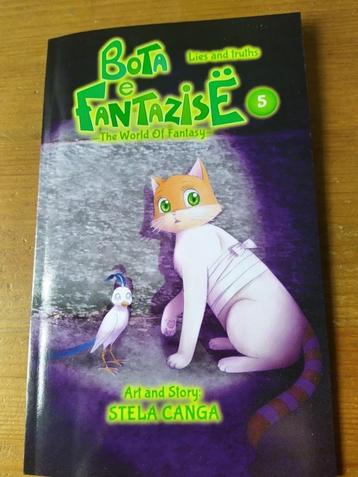 Lies and truths
BOTA
e
FANTAZISË
5
-The World Of Fantasy-
Art and Story:
STELA CANGA